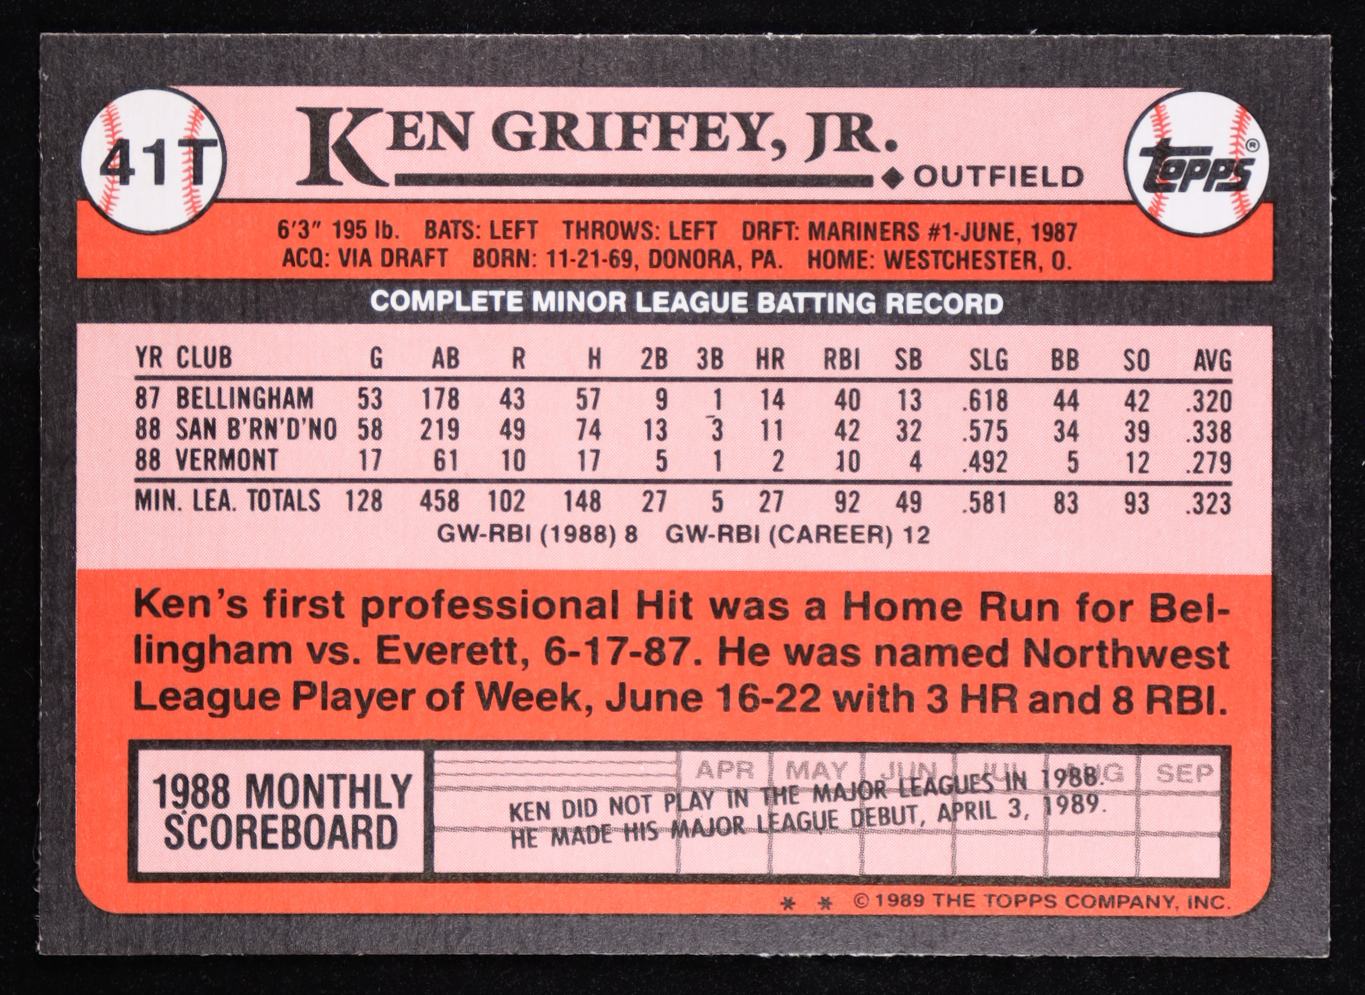 41T
KEN GRIFFEY, JR.
◆ OUTFIELD
TOPPS®
6'3" 195 lb. BATS: LEFT THROWS: LEFT DRFT: MARINERS #1-JUNE, 1987
ACQ: VIA DRAFT BORN: 11-21-69, DONORA, PA. HOME: WESTCHESTER, O.
COMPLETE MINOR LEAGUE BATTING RECORD
YR CLUB G AB R H 2B 3B HR RBI SB SLG BB SO AVG
87 BELLINGHAM 53 178 43 57 9 1 14 40 13 .618 44 42 .320
88 SAN B'RN'D'NO 58 219 49 74 13 3 11 42 32 .575 34 39 .338
88 VERMONT 17 61 10 17 5 1 2 10 4 .492 5 12 .279
MIN. LEA. TOTALS 128 458 102 148 27 5 27 92 49 .581 83 93 .323
GW-RBI (1988) 8 GW-RBI (CAREER) 12
Ken's first professional Hit was a Home Run for Bel-
lingham vs. Everett, 6-17-87. He was named Northwest
League Player of Week, June 16-22 with 3 HR and 8 RBI.
1988 MONTHLY
SCOREBOARD
APR MAY JUN JUL AUG SEP
KEN DID NOT PLAY IN THE MAJOR LEAGUES IN 1988.
HE MADE HIS MAJOR LEAGUE DEBUT, APRIL 3, 1989.
* * © 1989 THE TOPPS COMPANY, INC.